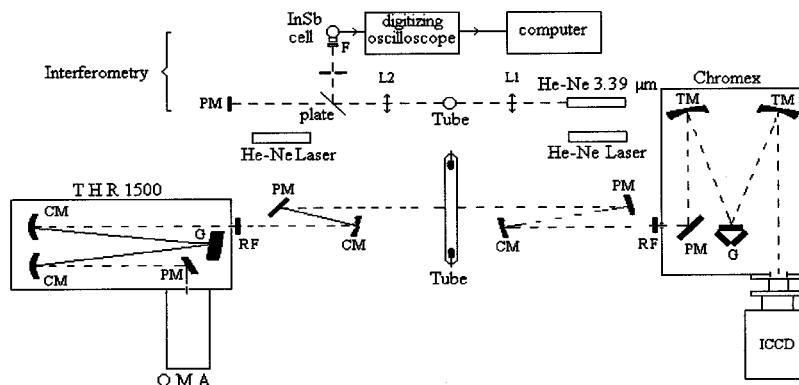 InSb
cell
F
digitizing
oscilloscope
computer
Interferometry
L2
L1
He-Ne 3.39 µm
Chromex
PM
plate
Tube
TM
TM
He-Ne Laser
He-Ne Laser
T H R 1500
PM
PM
CM
G
RF
CM
CM
RF
PM
G
CM
PM
Tube
ICCD
O M A